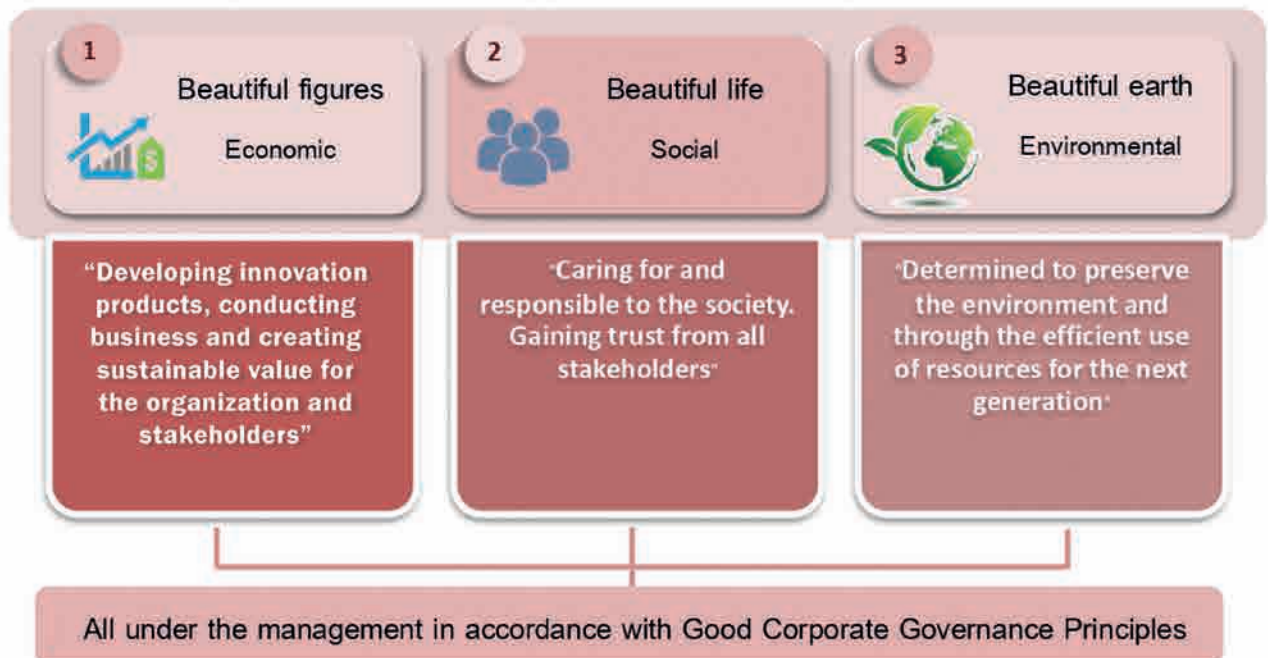 1
Beautiful figures
Economic
2
Beautiful life
Social
3
Beautiful earth
Environmental
“Developing innovation
products, conducting
business and creating
sustainable value for
the organization and
stakeholders”
"Caring for and
responsible to the society.
Gaining trust from all
stakeholders"
"Determined to preserve
the environment and
through the efficient use
of resources for the next
generation"
All under the management in accordance with Good Corporate Governance Principles